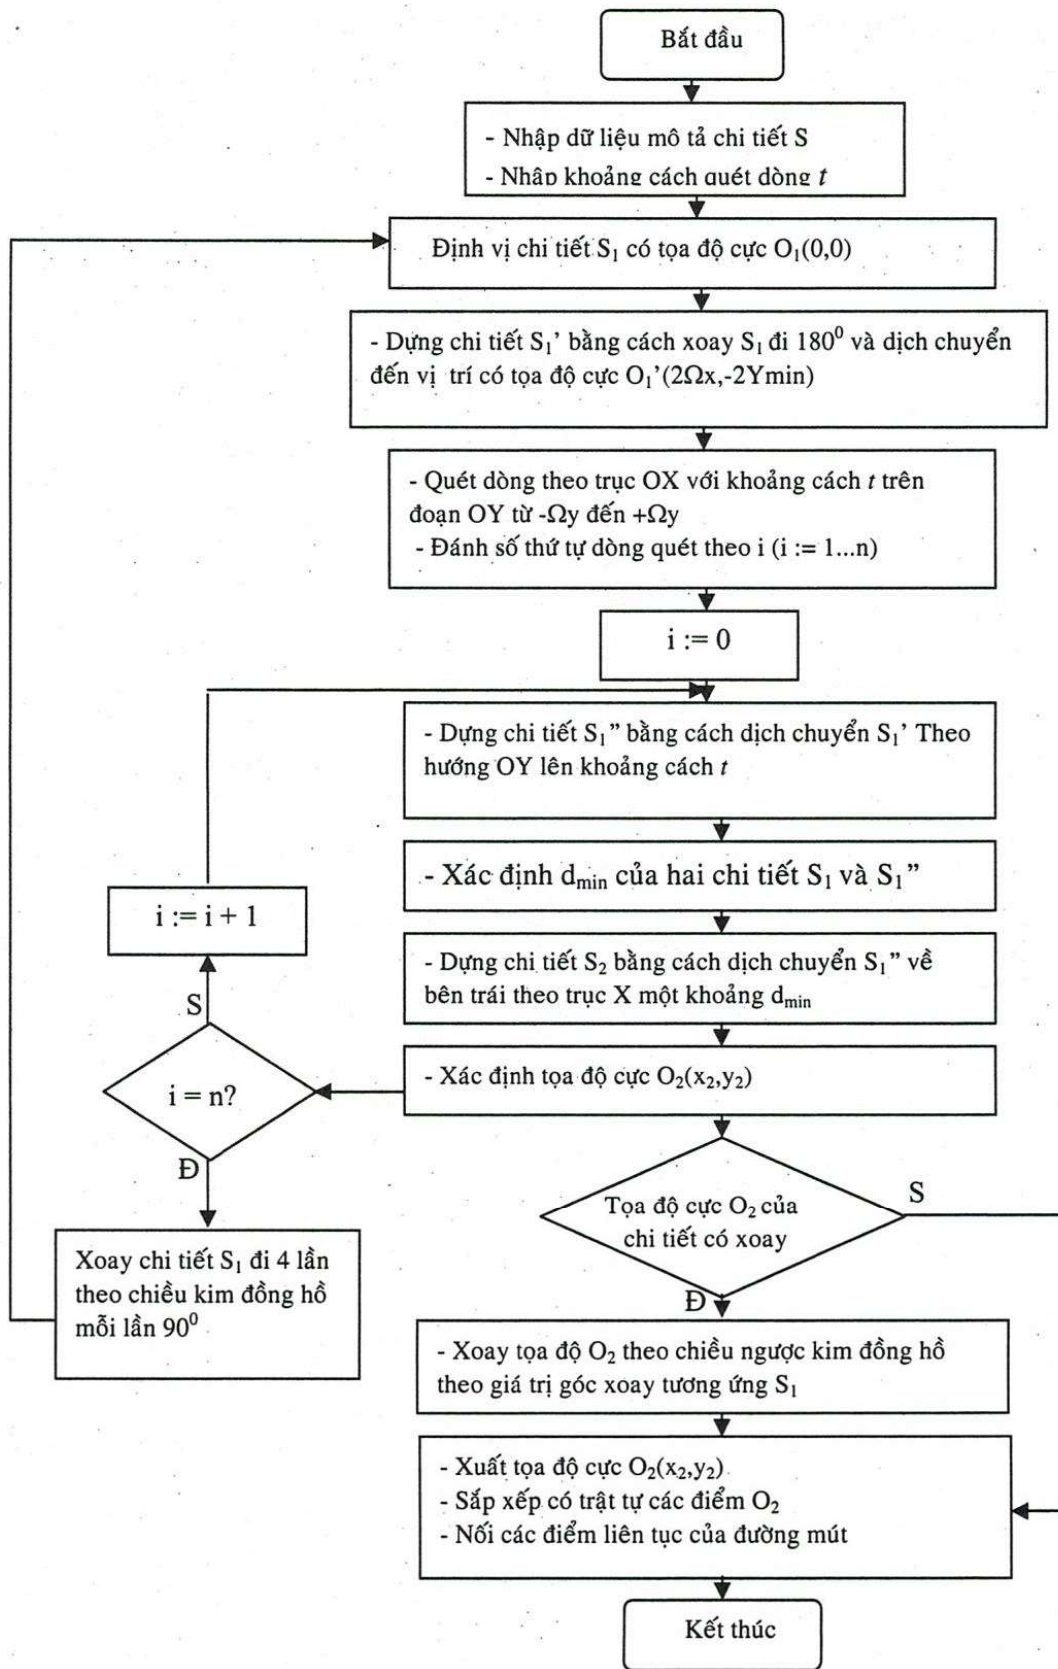 Bắt đầu
- Nhập dữ liệu mô tả chi tiết S
- Nhập khoảng cách quét dòng t
Định vị chi tiết S₁ có tọa độ cực O₁(0,0)
- Dựng chi tiết S₁’ bằng cách xoay S₁ đi 180⁰ và dịch chuyển
đến vị trí có tọa độ cực O₁’(2Ωx,-2Ymin)
- Quét dòng theo trục OX với khoảng cách t trên
đoạn OY từ -Ωy đến +Ωy
- Đánh số thứ tự dòng quét theo i (i := 1...n)
i := 0
- Dựng chi tiết S₁” bằng cách dịch chuyển S₁’ Theo
hướng OY lên khoảng cách t
- Xác định dmin của hai chi tiết S₁ và S₁”
i := i + 1
- Dựng chi tiết S₂ bằng cách dịch chuyển S₁” về
bên trái theo trục X một khoảng dmin
S
- Xác định tọa độ cực O₂(x₂,y₂)
i = n?
Đ
Tọa độ cực O₂ của
chi tiết có xoay
S
Đ
Xoay chi tiết S₁ đi 4 lần
theo chiều kim đồng hồ
mỗi lần 90⁰
- Xoay tọa độ O₂ theo chiều ngược kim đồng hồ
theo giá trị góc xoay tương ứng S₁
- Xuất tọa độ cực O₂(x₂,y₂)
- Sắp xếp có trật tự các điểm O₂
- Nối các điểm liên tục của đường mút
Kết thúc